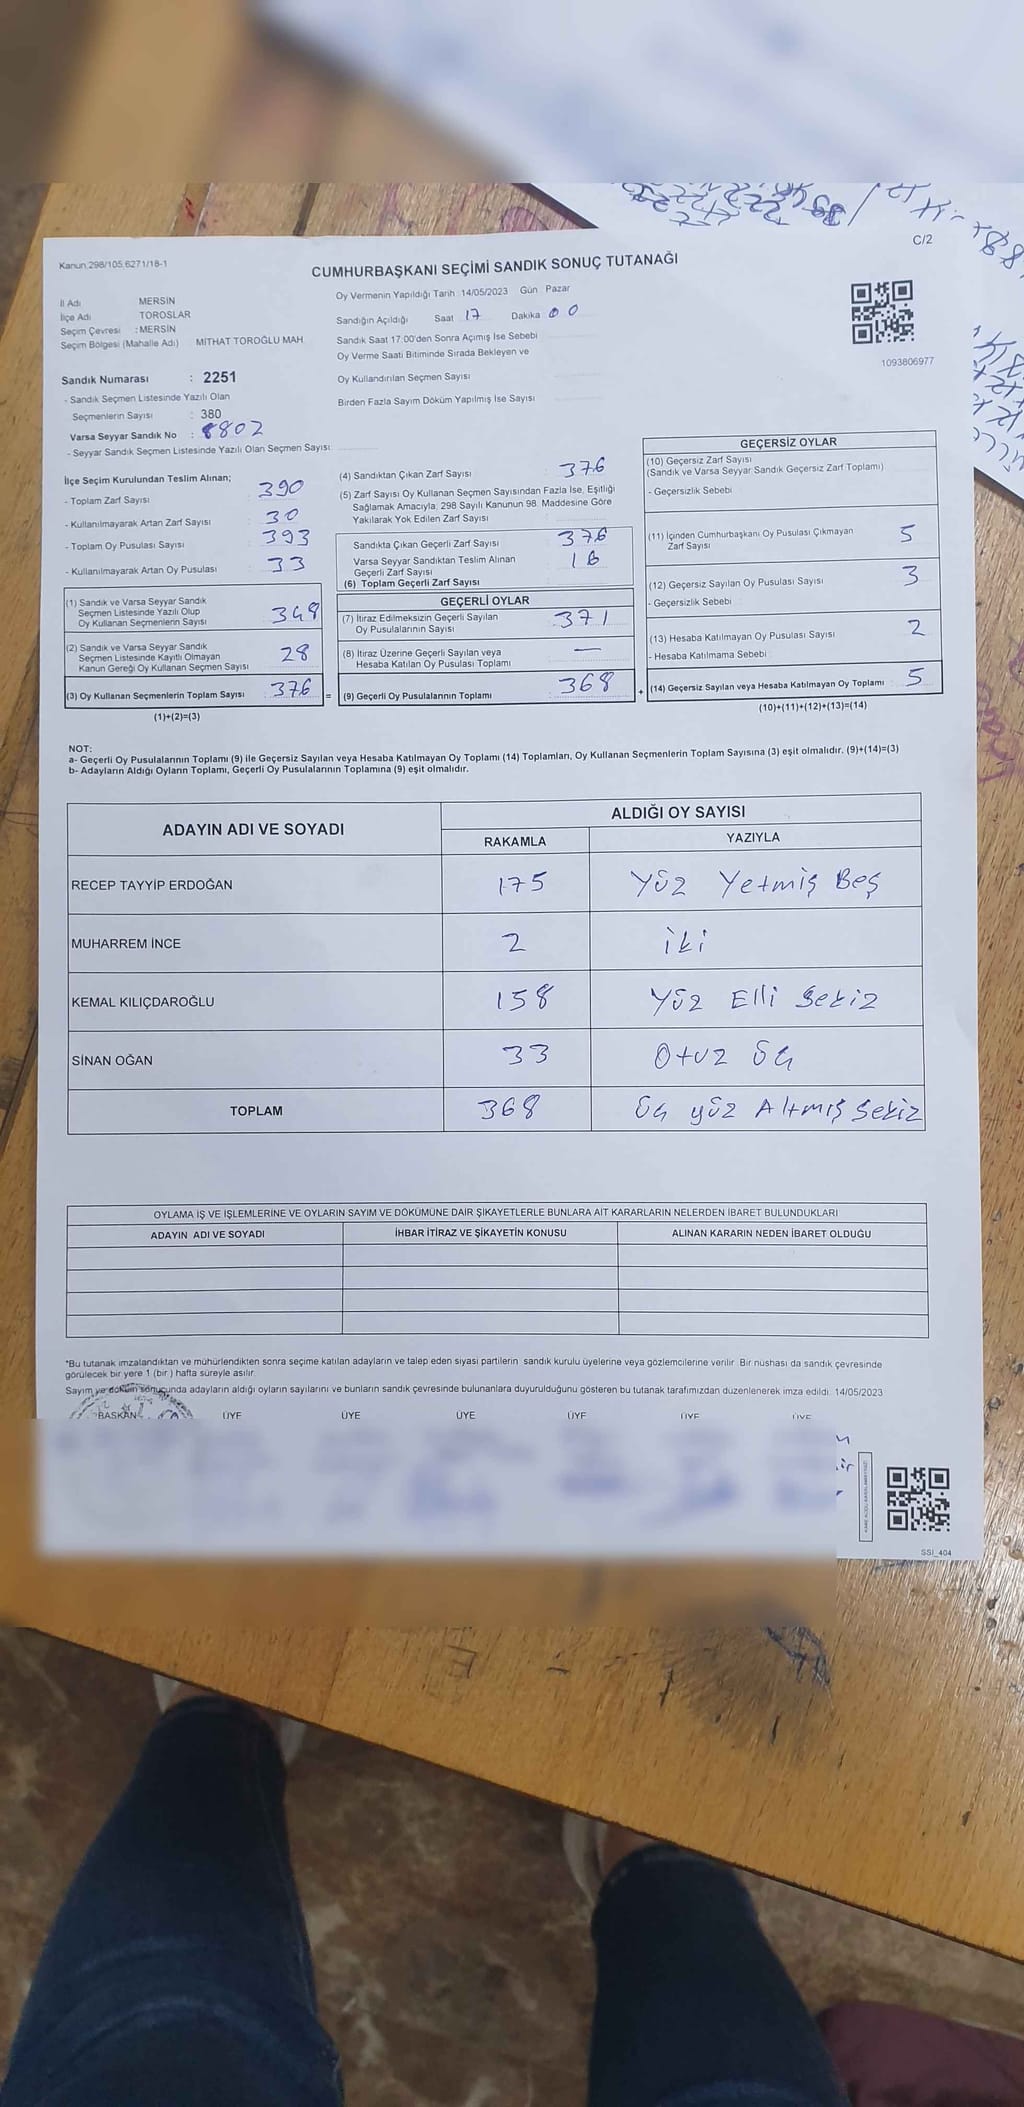 C/2
Kanun 298/105,6271/18-1
CUMHURBAŞKANI SEÇİMİ SANDIK SONUÇ TUTANAĞI
İl Adı MERSİN
İlçe Adı TOROSLAR
Seçim Çevresi : MERSİN
Seçim Bölgesi (Mahalle Adı) MİTHAT TOROĞLU MAH.
Oy Vermenin Yapıldığı Tarih 14/05/2023 Gün Pazar
Sandığın Açıldığı Saat 17 Dakika 00
Sandık Saat 17:00'den Sonra Açımış İse Sebebi
Oy Verme Saati Bitiminde Sırada Bekleyen ve
Oy Kullandırılan Seçmen Sayısı
Birden Fazla Sayım Döküm Yapılmış İse Sayısı
1093806977
Sandık Numarası : 2251
- Sandık Seçmen Listesinde Yazılı Olan
Seçmenlerin Sayısı : 380
Varsa Seyyar Sandık No : 8802
- Seyyar Sandık Seçmen Listesinde Yazılı Olan Seçmen Sayısı:
İlçe Seçim Kurulundan Teslim Alınan;
- Toplam Zarf Sayısı 390
- Kullanılmayarak Artan Zarf Sayısı 30
- Toplam Oy Pusulası Sayısı 393
- Kullanılmayarak Artan Oy Pusulası 33
(1) Sandık ve Varsa Seyyar Sandık
Seçmen Listesinde Yazılı Olup
Oy Kullanan Seçmenlerin Sayısı 348
(2) Sandık ve Varsa Seyyar Sandık
Seçmen Listesinde Kayıtlı Olmayan
Kanun Gereği Oy Kullanan Seçmen Sayısı 28
(3) Oy Kullanan Seçmenlerin Toplam Sayısı 376
(1)+(2)=(3)
(4) Sandıktan Çıkan Zarf Sayısı 376
(5) Zarf Sayısı Oy Kullanan Seçmen Sayısından Fazla İse, Eşitliği
Sağlamak Amacıyla; 298 Sayılı Kanunun 98. Maddesine Göre
Yakılarak Yok Edilen Zarf Sayısı
Sandıkta Çıkan Geçerli Zarf Sayısı 376
Varsa Seyyar Sandıktan Teslim Alınan
Geçerli Zarf Sayısı 16
(6) Toplam Geçerli Zarf Sayısı
GEÇERLİ OYLAR
(7) İtiraz Edilmeksizin Geçerli Sayılan
Oy Pusulalarının Sayısı 371
(8) İtiraz Üzerine Geçerli Sayılan veya
Hesaba Katılan Oy Pusulası Toplamı —
= (9) Geçerli Oy Pusulalarının Toplamı 368
GEÇERSİZ OYLAR
(10) Geçersiz Zarf Sayısı
(Sandık ve Varsa Seyyar Sandık Geçersiz Zarf Toplamı)
- Geçersizlik Sebebi
(11) İçinden Cumhurbaşkanı Oy Pusulası Çıkmayan
Zarf Sayısı 5
(12) Geçersiz Sayılan Oy Pusulası Sayısı 3
- Geçersizlik Sebebi
(13) Hesaba Katılmayan Oy Pusulası Sayısı 2
- Hesaba Katılmama Sebebi
+ (14) Geçersiz Sayılan veya Hesaba Katılmayan Oy Toplamı 5
(10)+(11)+(12)+(13)=(14)
NOT:
a- Geçerli Oy Pusulalarının Toplamı (9) ile Geçersiz Sayılan veya Hesaba Katılmayan Oy Toplamı (14) Toplamları, Oy Kullanan Seçmenlerin Toplam Sayısına (3) eşit olmalıdır. (9)+(14)=(3)
b- Adayların Aldığı Oyların Toplamı, Geçerli Oy Pusulalarının Toplamına (9) eşit olmalıdır.
ADAYIN ADI VE SOYADI
ALDIĞI OY SAYISI
RAKAMLA YAZIYLA
RECEP TAYYİP ERDOĞAN 175 Yüz Yetmiş Beş
MUHARREM İNCE 2 iki
KEMAL KILIÇDAROĞLU 158 Yüz Elli Sekiz
SİNAN OĞAN 33 Otuz Üç
TOPLAM 368 Üç yüz Altmış Sekiz
OYLAMA İŞ VE İŞLEMLERİNE VE OYLARIN SAYIM VE DÖKÜMÜNE DAİR ŞİKAYETLERLE BUNLARA AİT KARARLARIN NELERDEN İBARET BULUNDUKLARI
ADAYIN ADI VE SOYADI İHBAR İTİRAZ VE ŞİKAYETİN KONUSU ALINAN KARARIN NEDEN İBARET OLDUĞU
*Bu tutanak imzalandıktan ve mühürlendikten sonra seçime katılan adayların ve talep eden siyasi partilerin sandık kurulu üyelerine veya gözlemcilerine verilir. Bir nüshası da sandık çevresinde
görülecek bir yere 1 (bir) hafta süreyle asılır.
Sayım ve döküm sonucunda adayların aldığı oyların sayılarını ve bunların sandık çevresinde bulunanlara duyurulduğunu gösteren bu tutanak tarafımızdan düzenlenerek imza edildi. 14/05/2023
BAŞKAN ÜYE ÜYE ÜYE ÜYE ÜYE ÜYE
SSİ_404